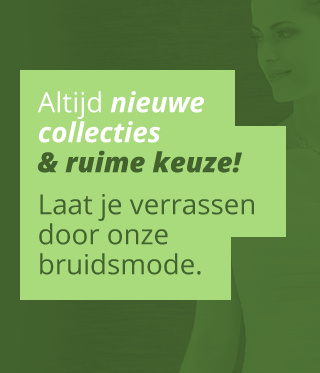 Altijd nieuwe
collecties
& ruime keuze!
Laat je verrassen
door onze
bruidsmode.